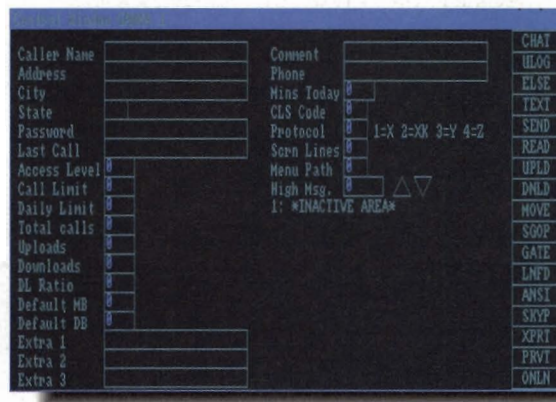 Caller Name
Address
City
State
Password
Last Call
Access Level 0
Call Limit 0
Daily Limit 0
Total calls 0
Uploads 0
Downloads 0
DL Ratio 0
Default MB 0
Default DB 0
Extra 1
Extra 2
Extra 3
Comment
Phone
Mins Today 0
CLS Code 0
Protocol 0 1=X 2=XK 3=Y 4=Z
Scrn Lines 0
Menu Path 0
High Msg. 0
1: *INACTIVE AREA*
CHAT
ULOG
ELSE
TEXT
SEND
READ
UPLD
DNLD
MOVE
SGOP
GATE
LNFD
ANSI
SKYP
XPRT
PRVT
ONLN